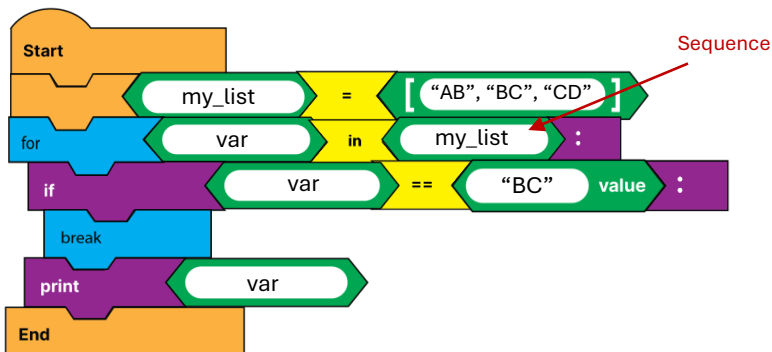 Start
Sequence
my_list = [ “AB”, “BC”, “CD” ]
for var in my_list :
if var == “BC” value :
break
print var
End